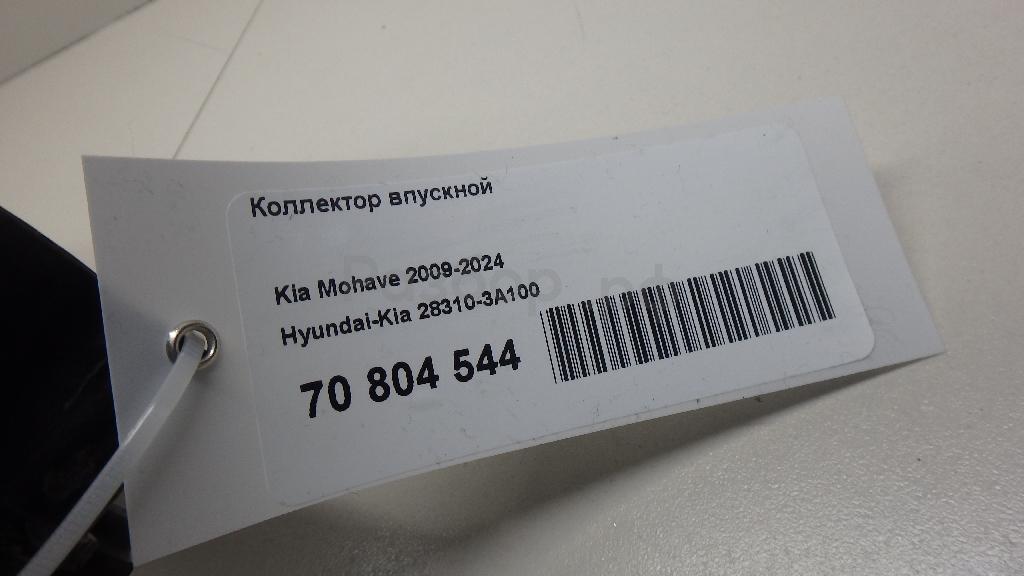 Коллектор впускной
Kia Mohave 2009-2024
Hyundai-Kia 28310-3A100
70 804 544